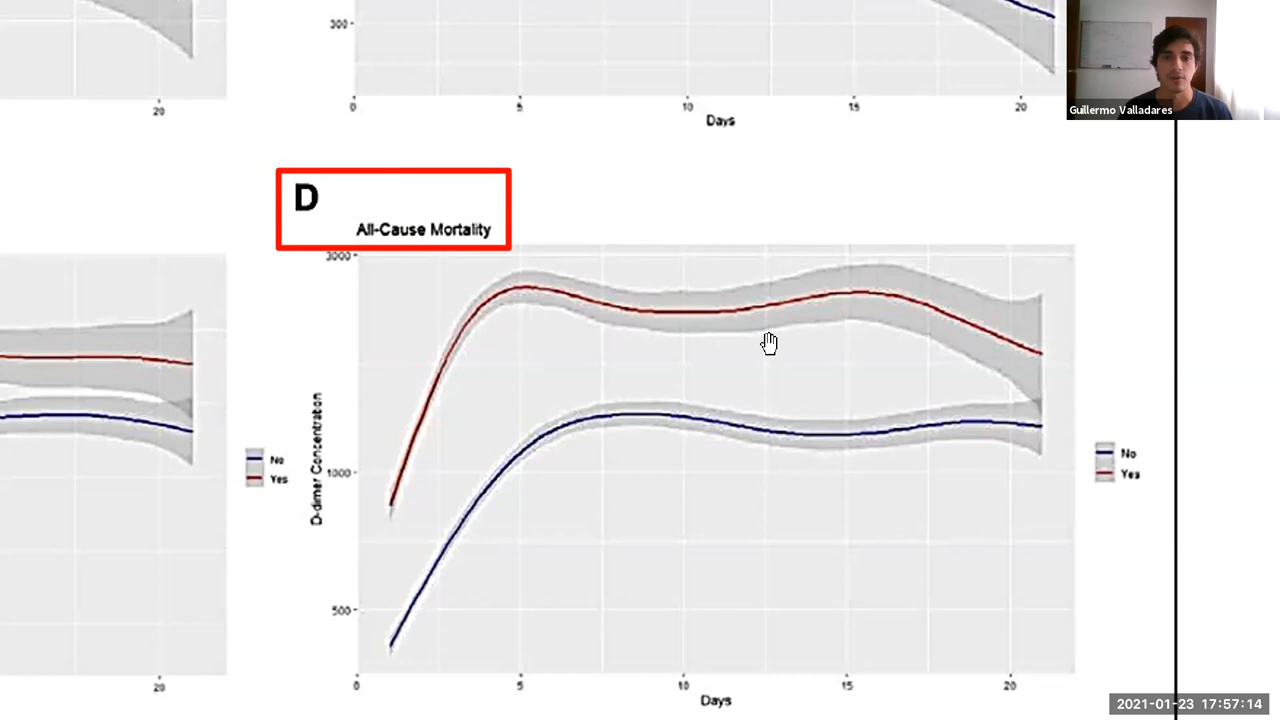 300
0
5
10
15
20
Days
20
Guillermo Valladares
D
All-Cause Mortality
3000
1000
500
D-dimer Concentration
No
Yes
No
Yes
20
0
5
10
15
20
Days
2021-01-23 17:57:14